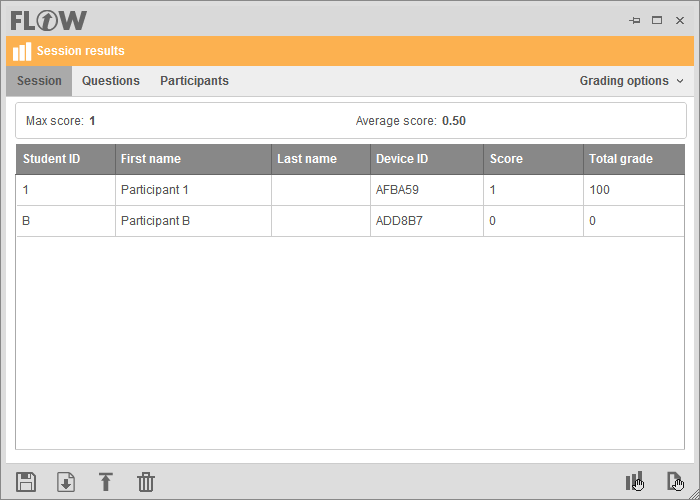 FLOW
Session results
Session Questions Participants Grading options
Max score: 1 Average score: 0.50
Student ID First name Last name Device ID Score Total grade
1 Participant 1 AFBA59 1 100
B Participant B ADD8B7 0 0